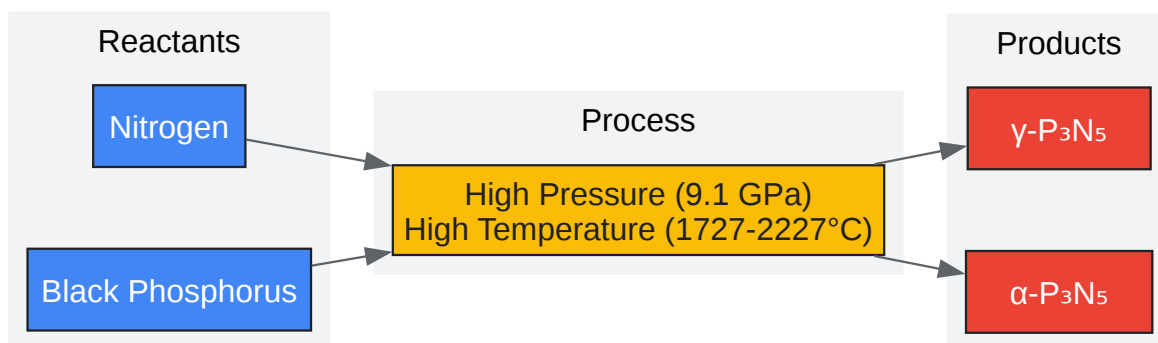 Reactants
Nitrogen
Black Phosphorus
Process
High Pressure (9.1 GPa)
High Temperature (1727-2227°C)
Products
γ-P₃N₅
α-P₃N₅